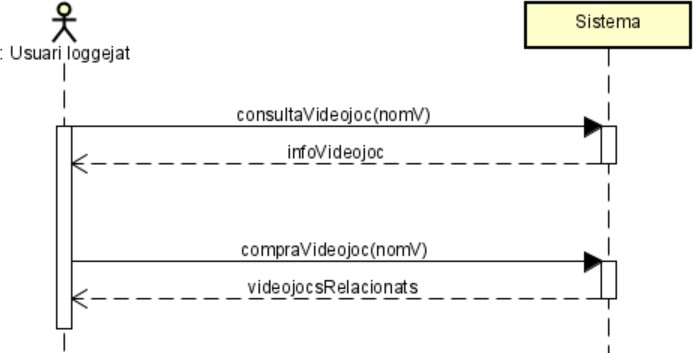 : Usuari loggejat
Sistema
consultaVideojoc(nomV)
infoVideojoc
compraVideojoc(nomV)
videojocsRelacionats